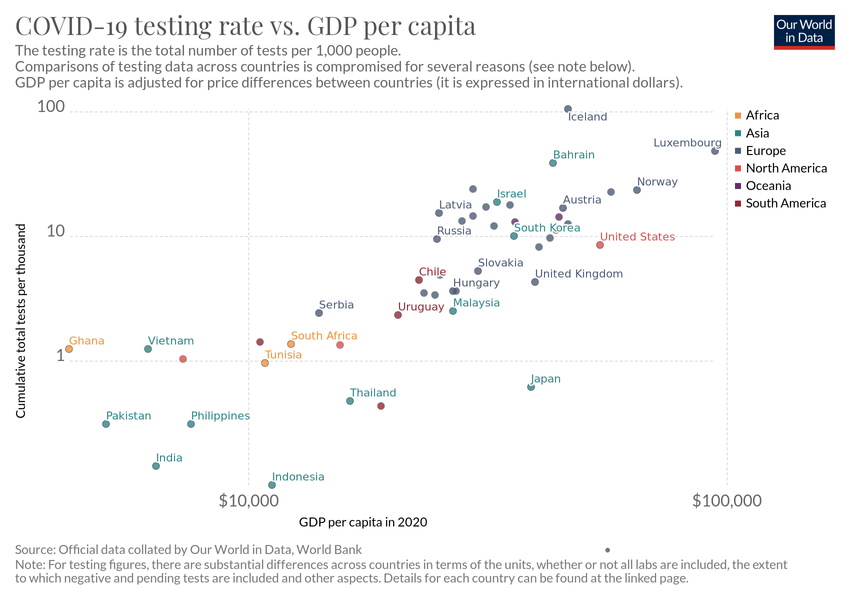 COVID-19 testing rate vs. GDP per capita
Our World
in Data
The testing rate is the total number of tests per 1,000 people.
Comparisons of testing data across countries is compromised for several reasons (see note below).
GDP per capita is adjusted for price differences between countries (it is expressed in international dollars).
100
Iceland
Luxembourg
Bahrain
Norway
Israel
Latvia
Austria
South Korea
Russia
10
United States
Slovakia
Chile
United Kingdom
Hungary
Malaysia
Serbia
Uruguay
Ghana
Vietnam
South Africa
Tunisia
1
Japan
Thailand
Pakistan
Philippines
India
Indonesia
Cumulative total tests per thousand
$10,000
$100,000
GDP per capita in 2020
Africa
Asia
Europe
North America
Oceania
South America
Source: Official data collated by Our World in Data, World Bank
Note: For testing figures, there are substantial differences across countries in terms of the units, whether or not all labs are included, the extent
to which negative and pending tests are included and other aspects. Details for each country can be found at the linked page.